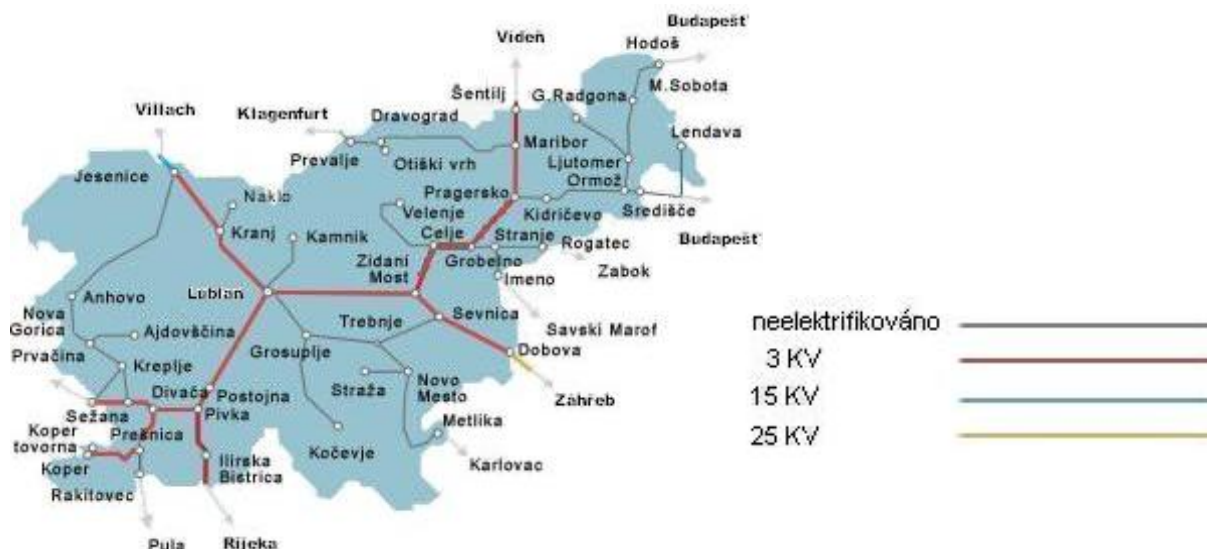 Budapešť
Videň
Hodoš
M.Sobota
Šentilj
G.Radgona
Villach
Klagenfurt
Dravograd
Lendava
Maribor
Prevalje
Otiški vrh
Ljutomer
Jesenice
Pragersko
Ormož
Naklo
Velenje
Kidričevo
Središče
Kranj
Kamnik
Celje
Stranje
Rogatec
Budapešť
Zidani
Most
Grobelno
Imeno
Zabok
Anhovo
Lublaň
Nova
Gorica
Ajdovščina
Trebnje
Sevnica
Savski Marof
Prvačina
Kreplje
Grosuplje
Dobova
Divača
Postojna
Straža
Novo
Mesto
Záhřeb
Sežana
Pivka
Metlika
Koper
tovorna
Prešnica
Kočevje
Karlovac
Koper
Ilirska
Bistrica
Rakitovec
Pula
Rijeka
neelektrifikováno
3 KV
15 KV
25 KV